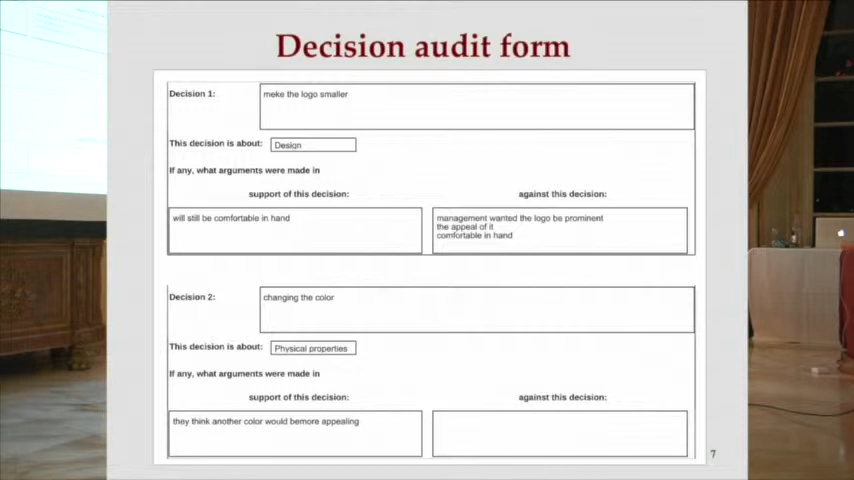 Decision audit form
Decision 1:
meke the logo smaller
This decision is about:
Design
If any, what arguments were made in
support of this decision:
against this decision:
will still be comfortable in hand
management wanted the logo be prominent
the appeal of it
comfortable in hand
Decision 2:
changing the color
This decision is about:
Physical properties
If any, what arguments were made in
support of this decision:
against this decision:
they think another color would bemore appealing
7